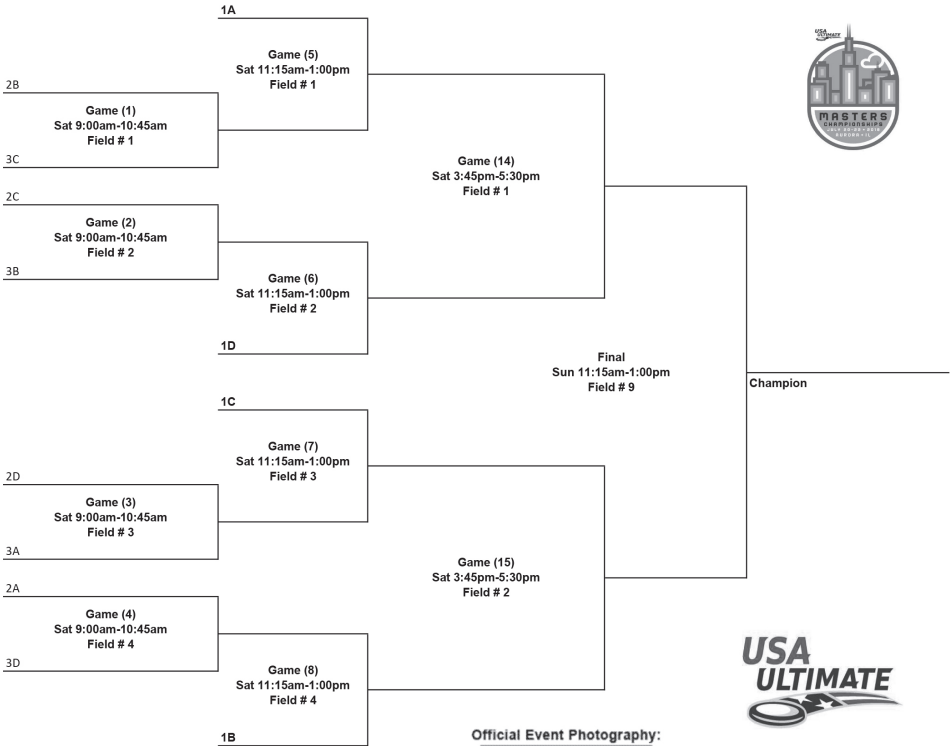 1A
Game (5)
Sat 11:15am-1:00pm
Field # 1
2B
Game (1)
Sat 9:00am-10:45am
Field # 1
3C
Game (14)
Sat 3:45pm-5:30pm
Field # 1
2C
Game (2)
Sat 9:00am-10:45am
Field # 2
3B
Game (6)
Sat 11:15am-1:00pm
Field # 2
1D
Final
Sun 11:15am-1:00pm
Field # 9
Champion
1C
Game (7)
Sat 11:15am-1:00pm
Field # 3
2D
Game (3)
Sat 9:00am-10:45am
Field # 3
3A
Game (15)
Sat 3:45pm-5:30pm
Field # 2
2A
Game (4)
Sat 9:00am-10:45am
Field # 4
3D
Game (8)
Sat 11:15am-1:00pm
Field # 4
1B
USA
ULTIMATE
MASTERS
CHAMPIONSHIPS
AURORA • IL
USA
ULTIMATE
Official Event Photography: